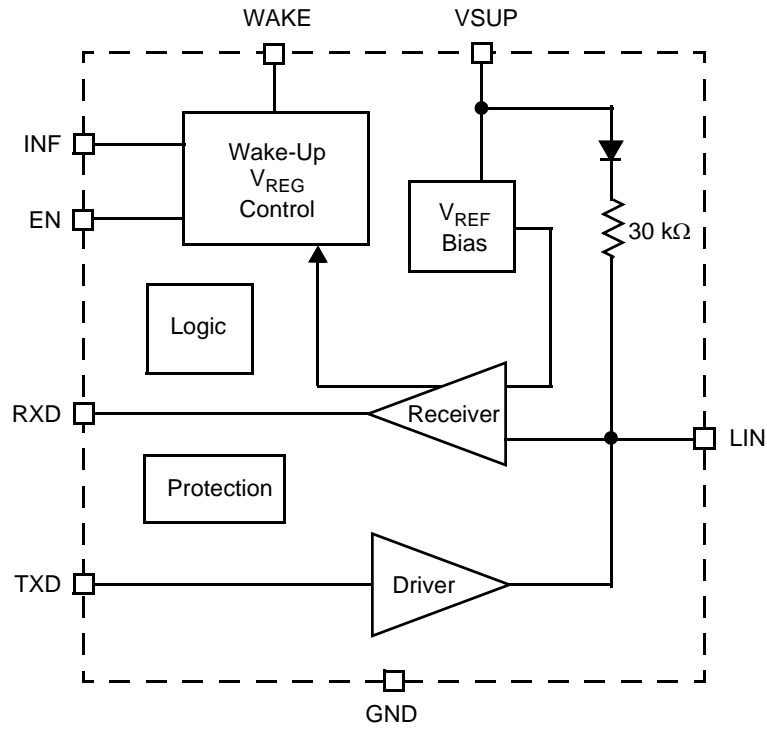 WAKE
VSUP
INF
Wake-Up
VREG
Control
EN
VREF
Bias
30 kΩ
Logic
RXD
Receiver
LIN
Protection
TXD
Driver
GND